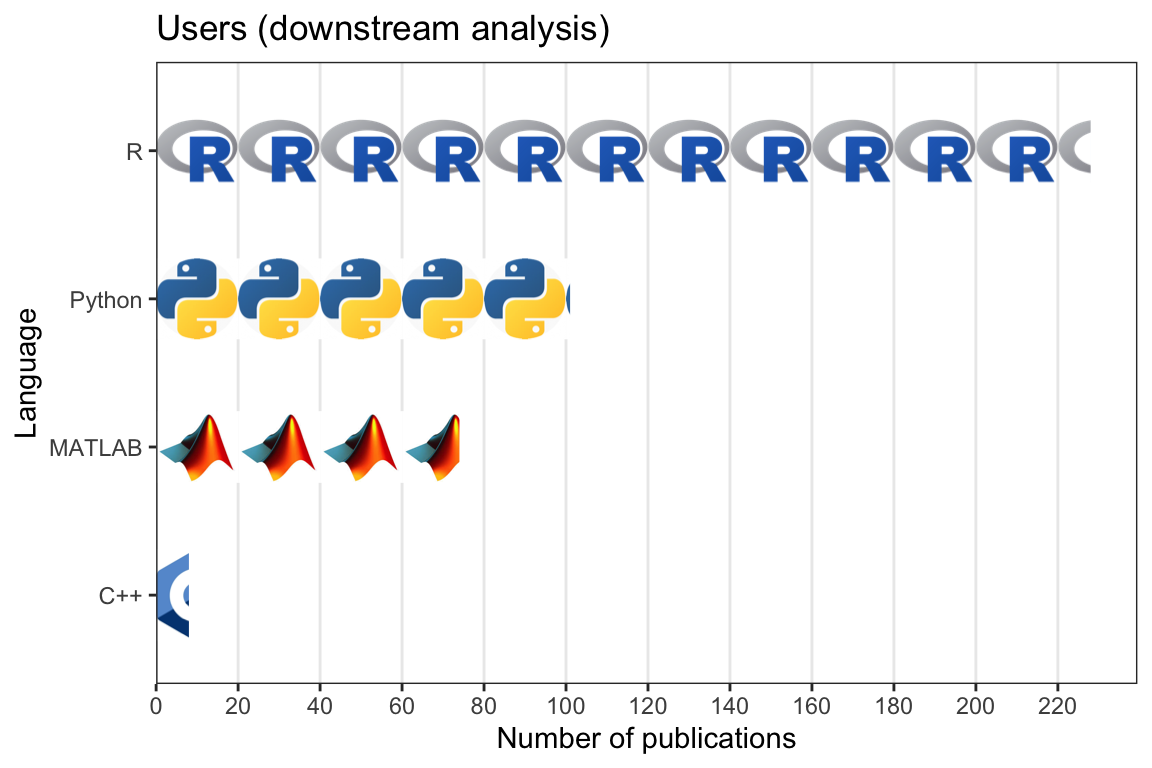 Users (downstream analysis)
R
R R R R R R R R R R R
Python
MATLAB
C++
Language
0 20 40 60 80 100 120 140 160 180 200 220
Number of publications